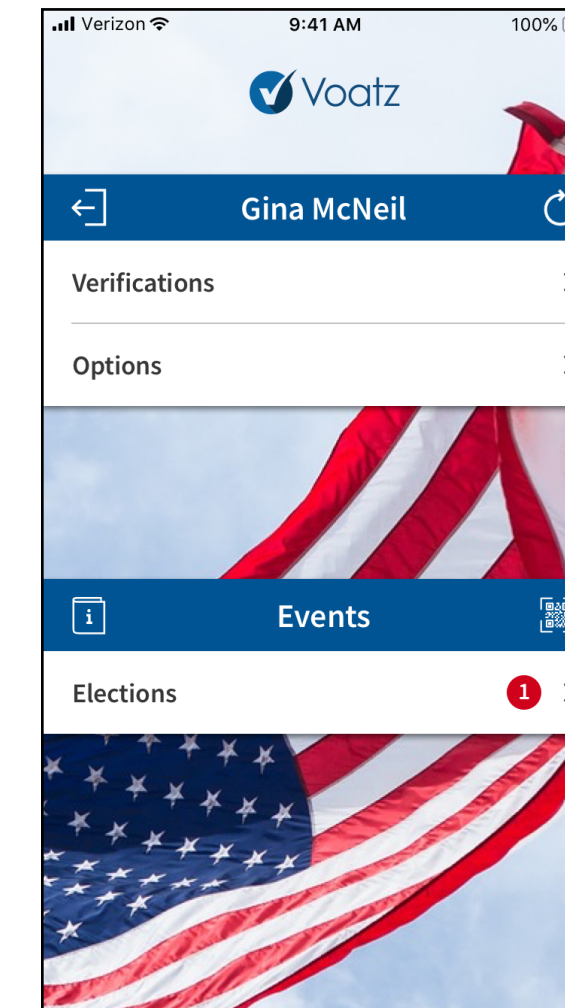 Verizon 9:41 AM 100%
Voatz
Gina McNeil
Verifications
Options
i Events
Elections 1